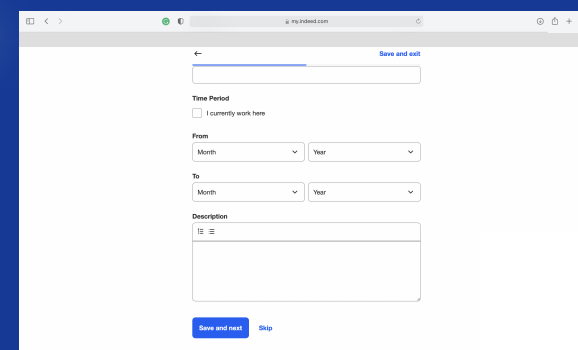 my.indeed.com
Save and exit
Time Period
I currently work here
From
Month Year
To
Month Year
Description
Save and next Skip